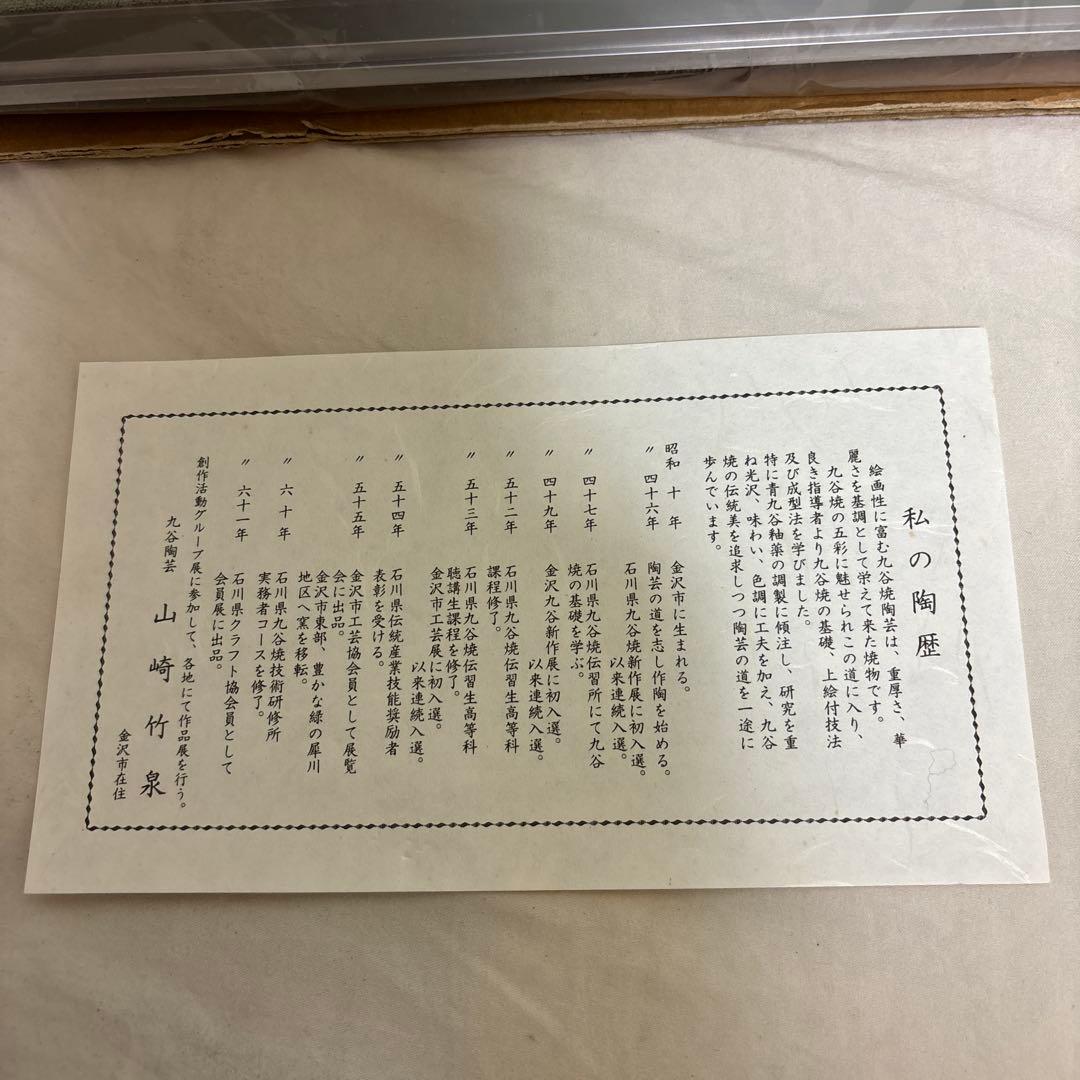 私の陶歴
絵画性に富む九谷焼陶芸は、重厚さ、華
麗さを基調として栄えて来た焼物です。
九谷焼の五彩に魅せられこの道に入り、
良き指導者より九谷焼の基礎、上絵付技法
及び成型法を学びました。
特に青九谷釉薬の調製に傾注し、研究を重
ね光沢、味わい、色調に工夫を加え、九谷
焼の伝統美を追求しつつ陶芸の道を一途に
歩んでいます。
昭和 十 年 金沢市に生まれる。
〃 四十六年 陶芸の道を志し作陶を始める。
石川県九谷焼新作展に初入選。
以来連続入選。
〃 四十七年 石川県九谷焼伝習所にて九谷
焼の基礎を学ぶ。
〃 四十九年 金沢九谷新作展に初入選。
以来連続入選。
〃 五十二年 石川県九谷焼伝習生高等科
課程修了。
〃 五十三年 石川県九谷焼伝習生高等科
聴講生課程を修了。
金沢市工芸展に初入選。
以来連続入選。
〃 五十四年 石川県伝統産業技能奨励者
表彰を受ける。
〃 五十五年 金沢市工芸協会員として展覧
会に出品。
金沢市東部、豊かな緑の犀川
地区へ窯を移転。
〃 六十年 石川県九谷焼技術研修所
実務者コースを修了。
〃 六十一年 石川県クラフト協会員として
会員展に出品。
創作活動グループ展に参加して、各地にて作品展を行う。
九谷陶芸 山崎竹泉
金沢市在住